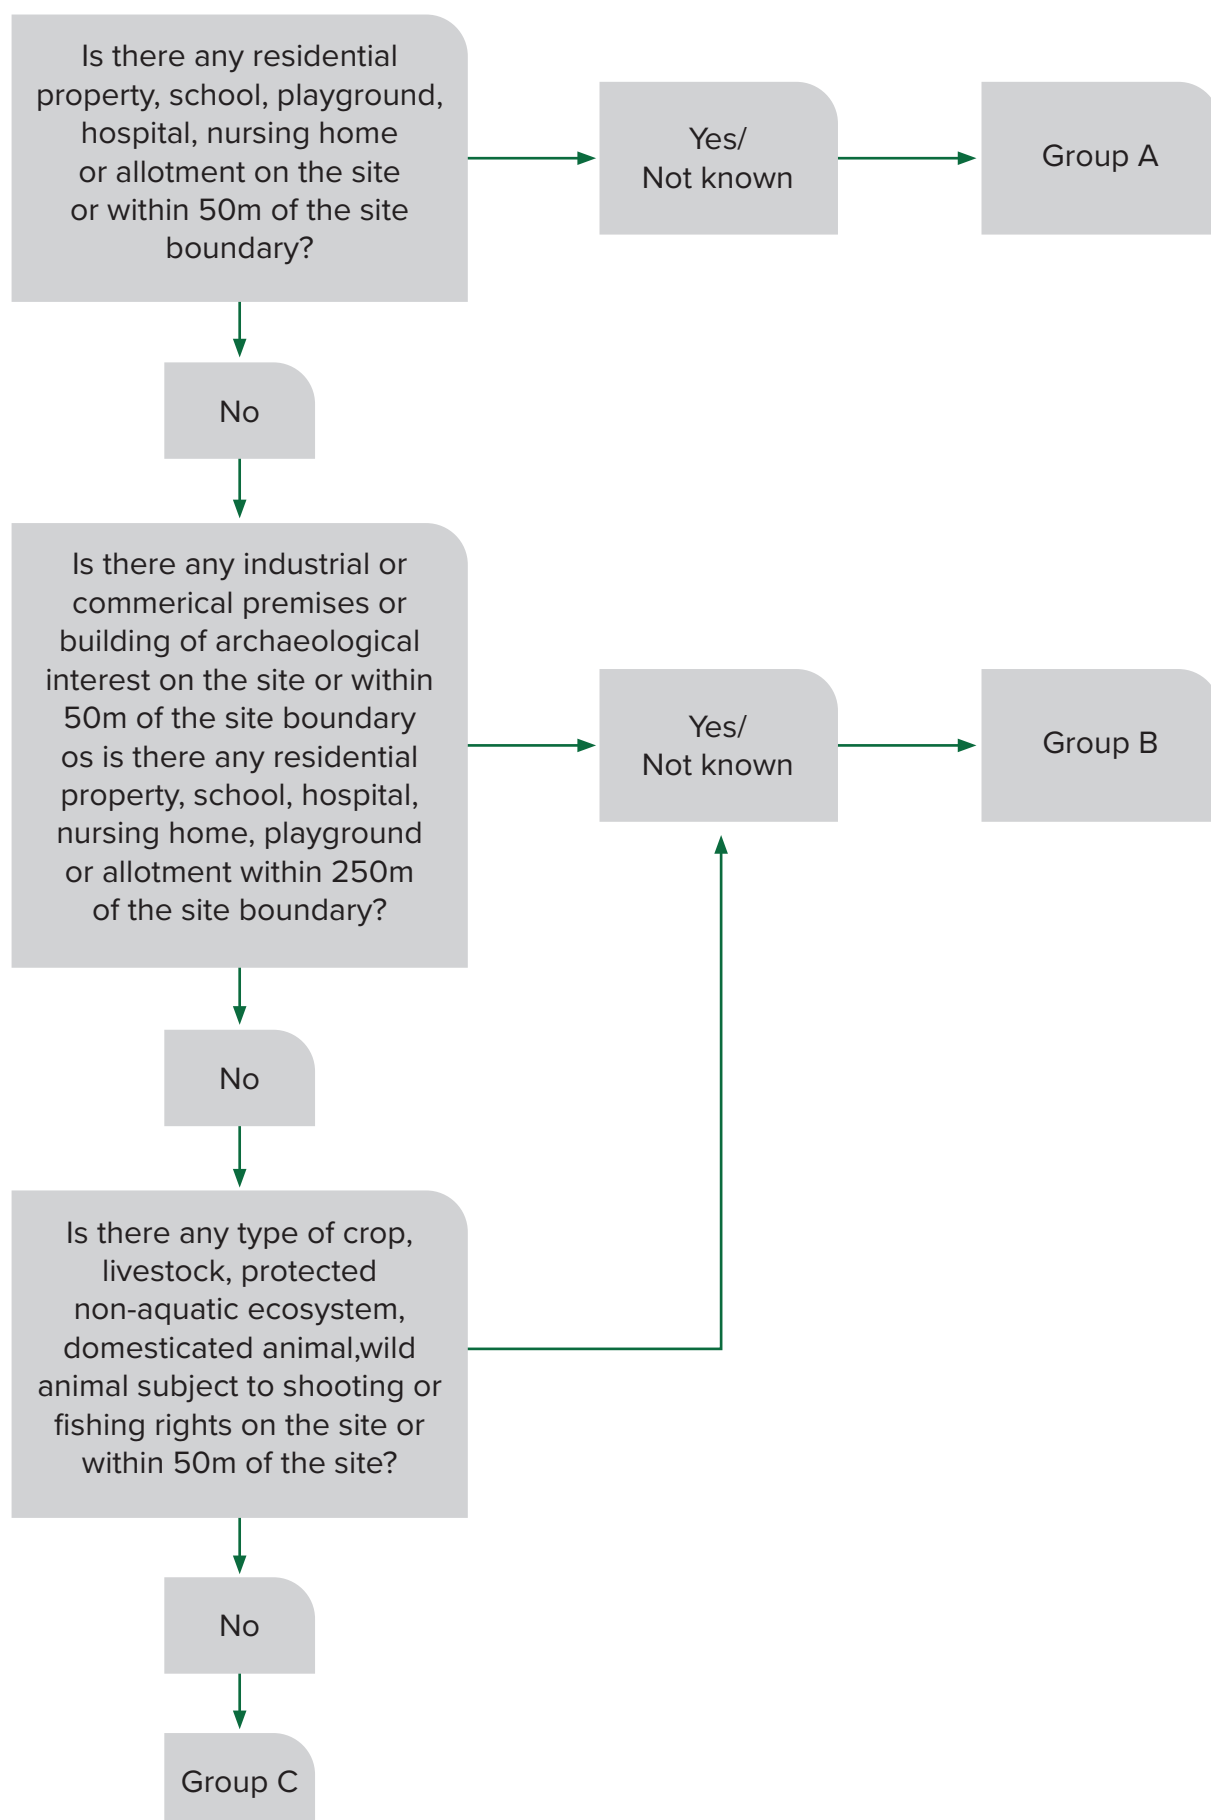 Is there any residential
property, school, playground,
hospital, nursing home
or allotment on the site
or within 50m of the site
boundary?
Yes/
Not known
Group A
No
Is there any industrial or
commerical premises or
building of archaeological
interest on the site or within
50m of the site boundary
os is there any residential
property, school, hospital,
nursing home, playground
or allotment within 250m
of the site boundary?
Yes/
Not known
Group B
No
Is there any type of crop,
livestock, protected
non-aquatic ecosystem,
domesticated animal,wild
animal subject to shooting or
fishing rights on the site or
within 50m of the site?
No
Group C